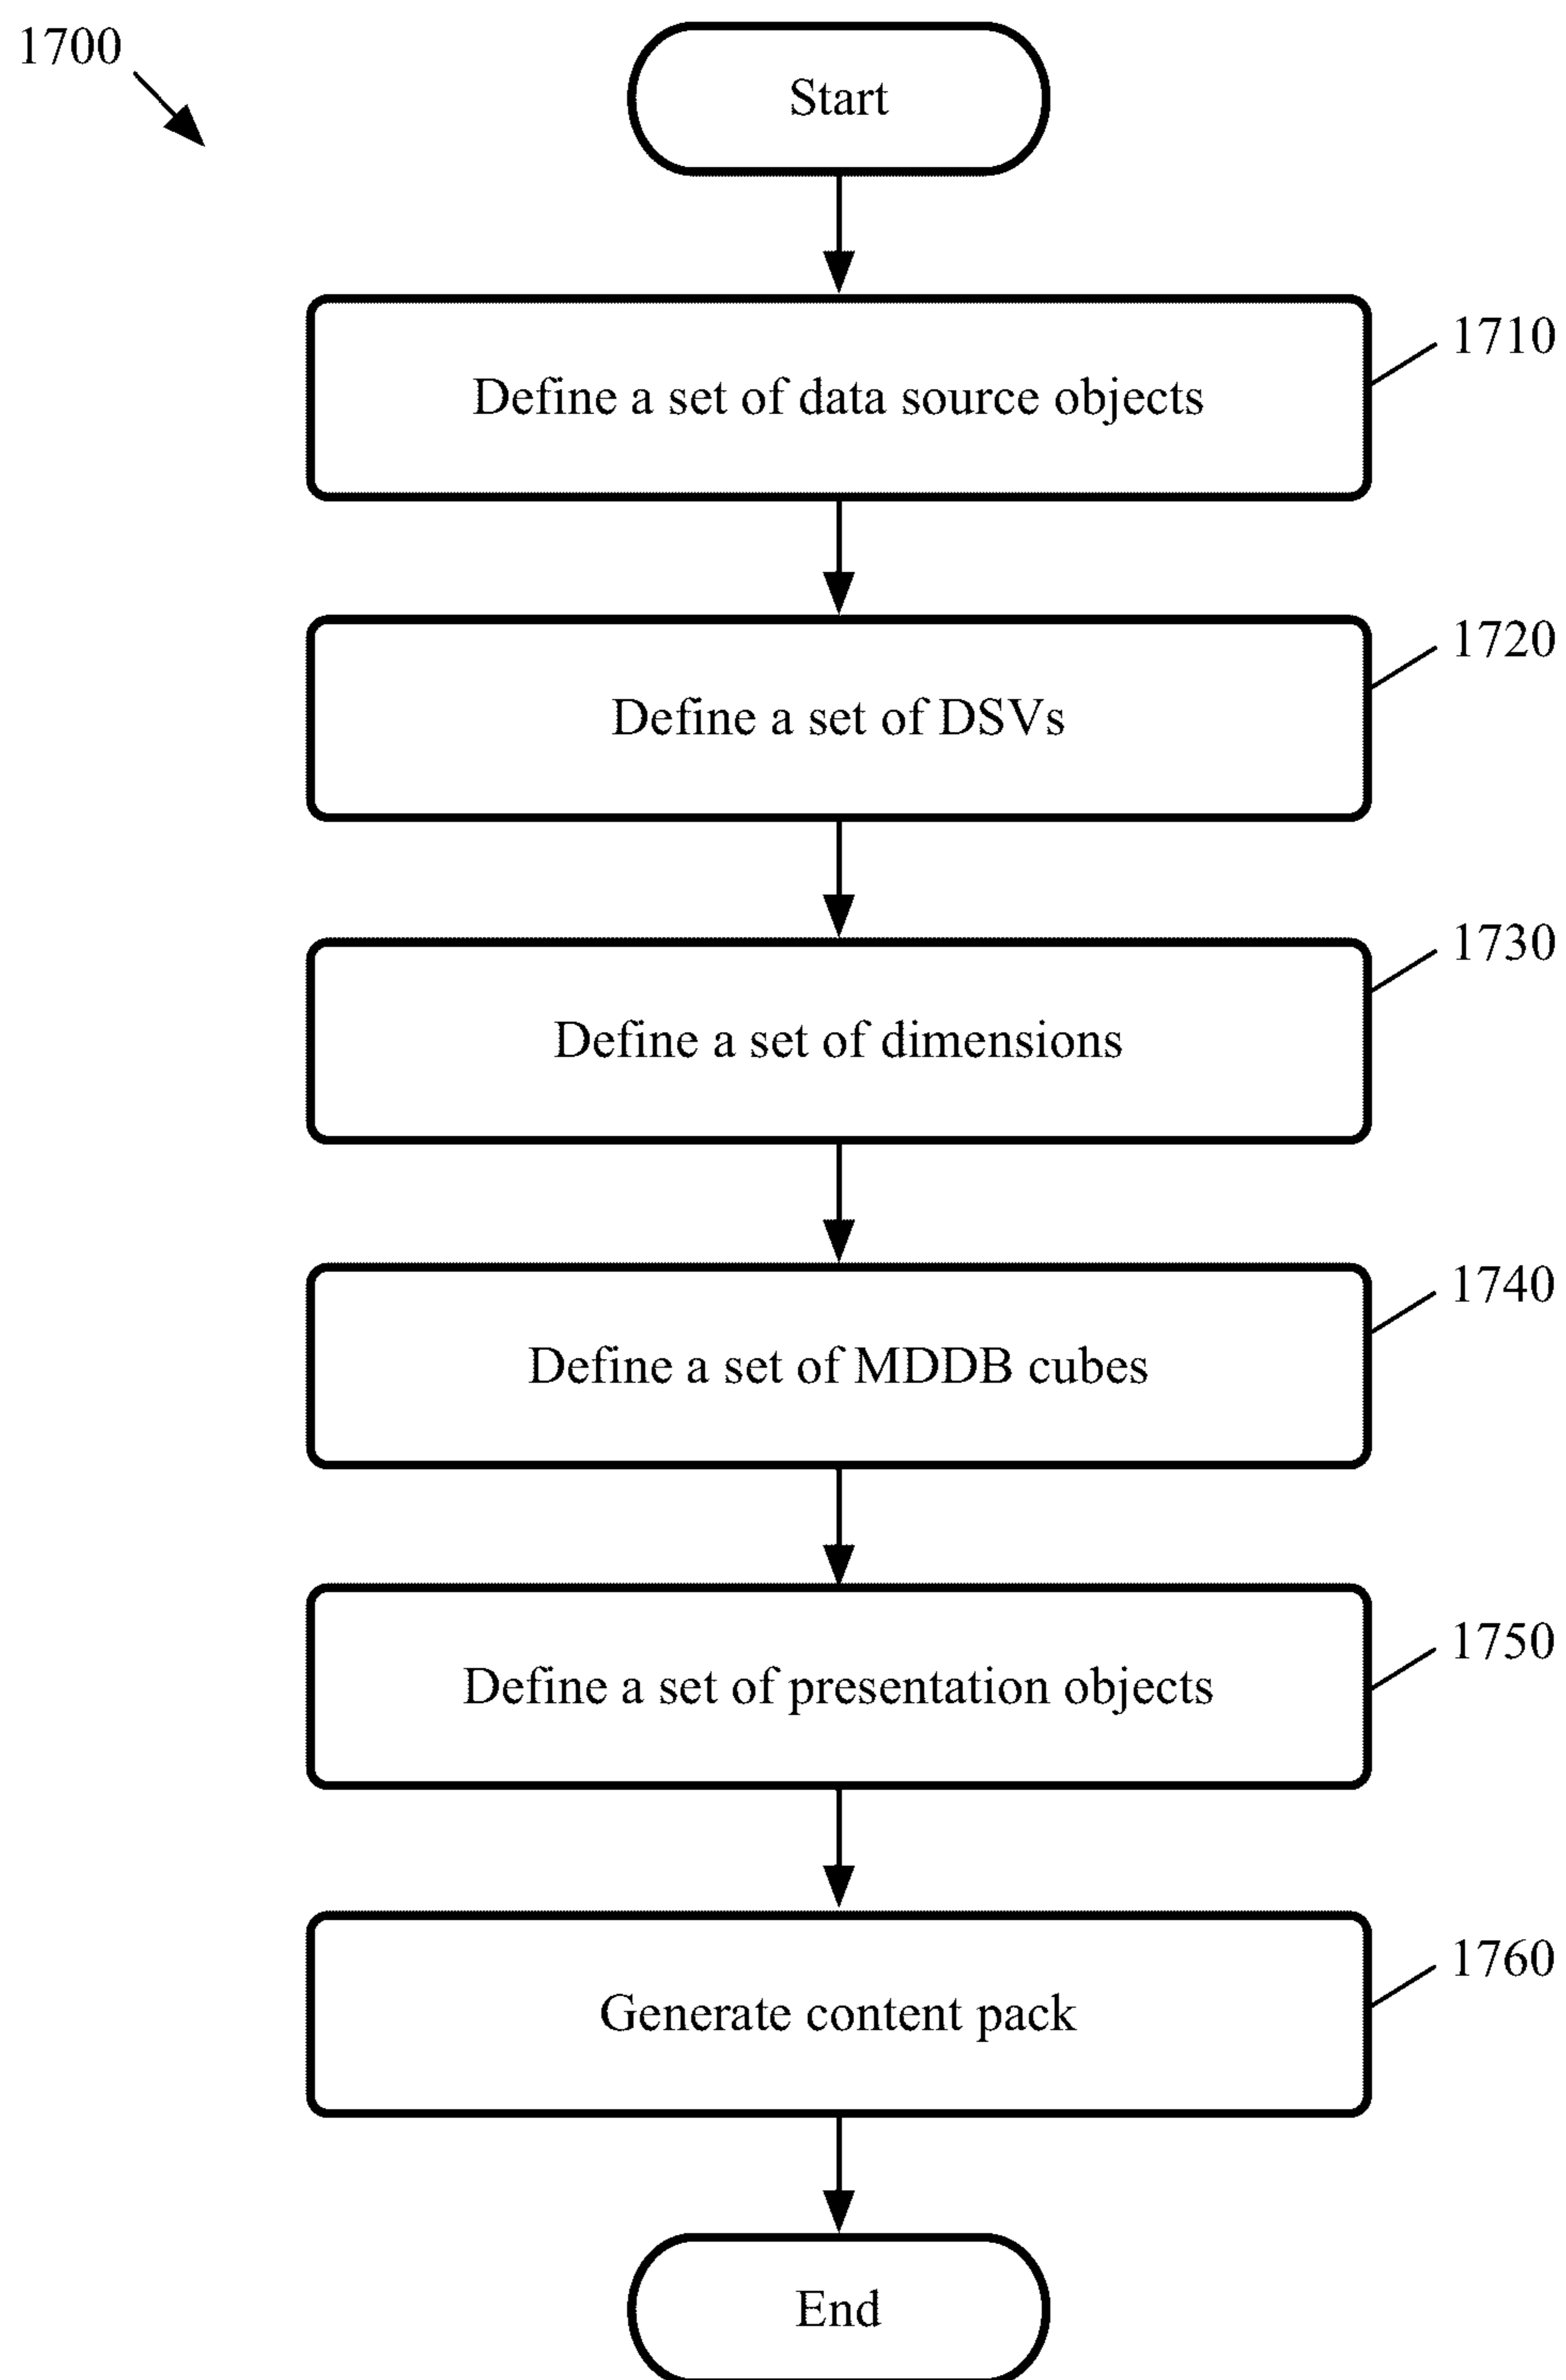 1700
Start
Define a set of data source objects
1710
Define a set of DSVs
1720
Define a set of dimensions
1730
Define a set of MDDB cubes
1740
Define a set of presentation objects
1750
Generate content pack
1760
End